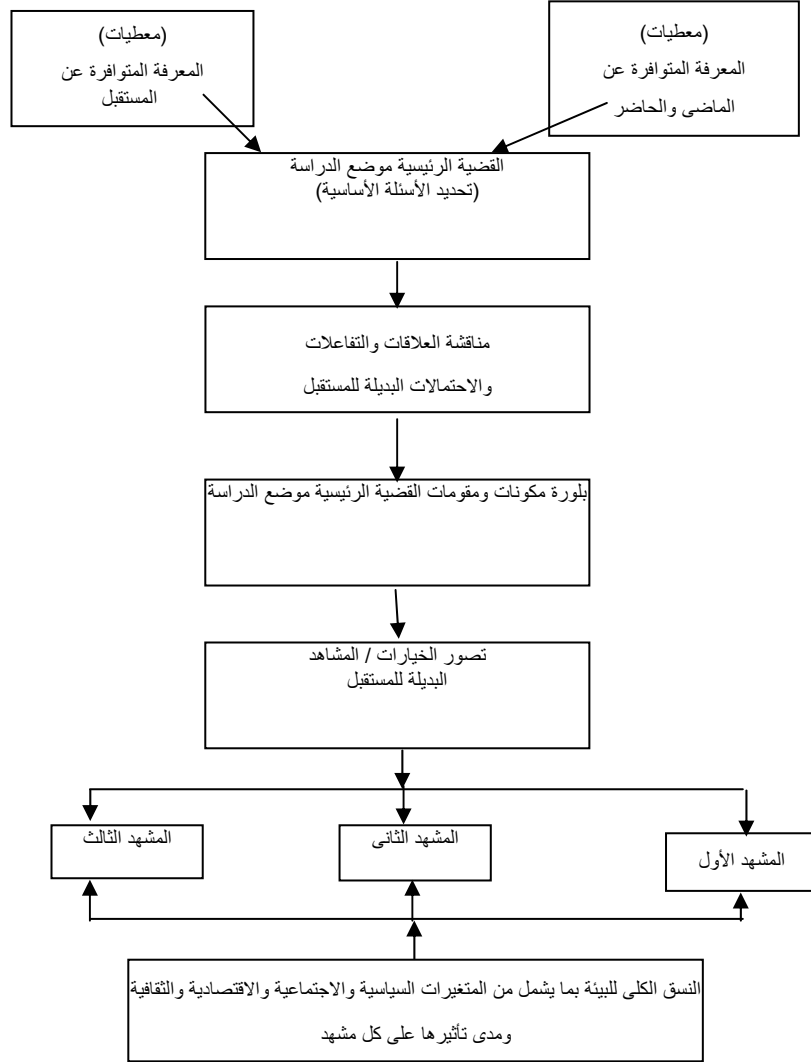 (معطيات)
المعرفة المتوافرة عن
الماضى والحاضر
(معطيات)
المعرفة المتوافرة عن
المستقبل
القضية الرئيسية موضع الدراسة
(تحديد الأسئلة الأساسية)
مناقشة العلاقات والتفاعلات
والاحتمالات البديلة للمستقبل
بلورة مكونات ومقومات القضية الرئيسية موضع الدراسة
تصور الخيارات / المشاهد
البديلة للمستقبل
المشهد الأول
المشهد الثانى
المشهد الثالث
النسق الكلى للبيئة بما يشمل من المتغيرات السياسية والاجتماعية والاقتصادية والثقافية
ومدى تأثيرها على كل مشهد